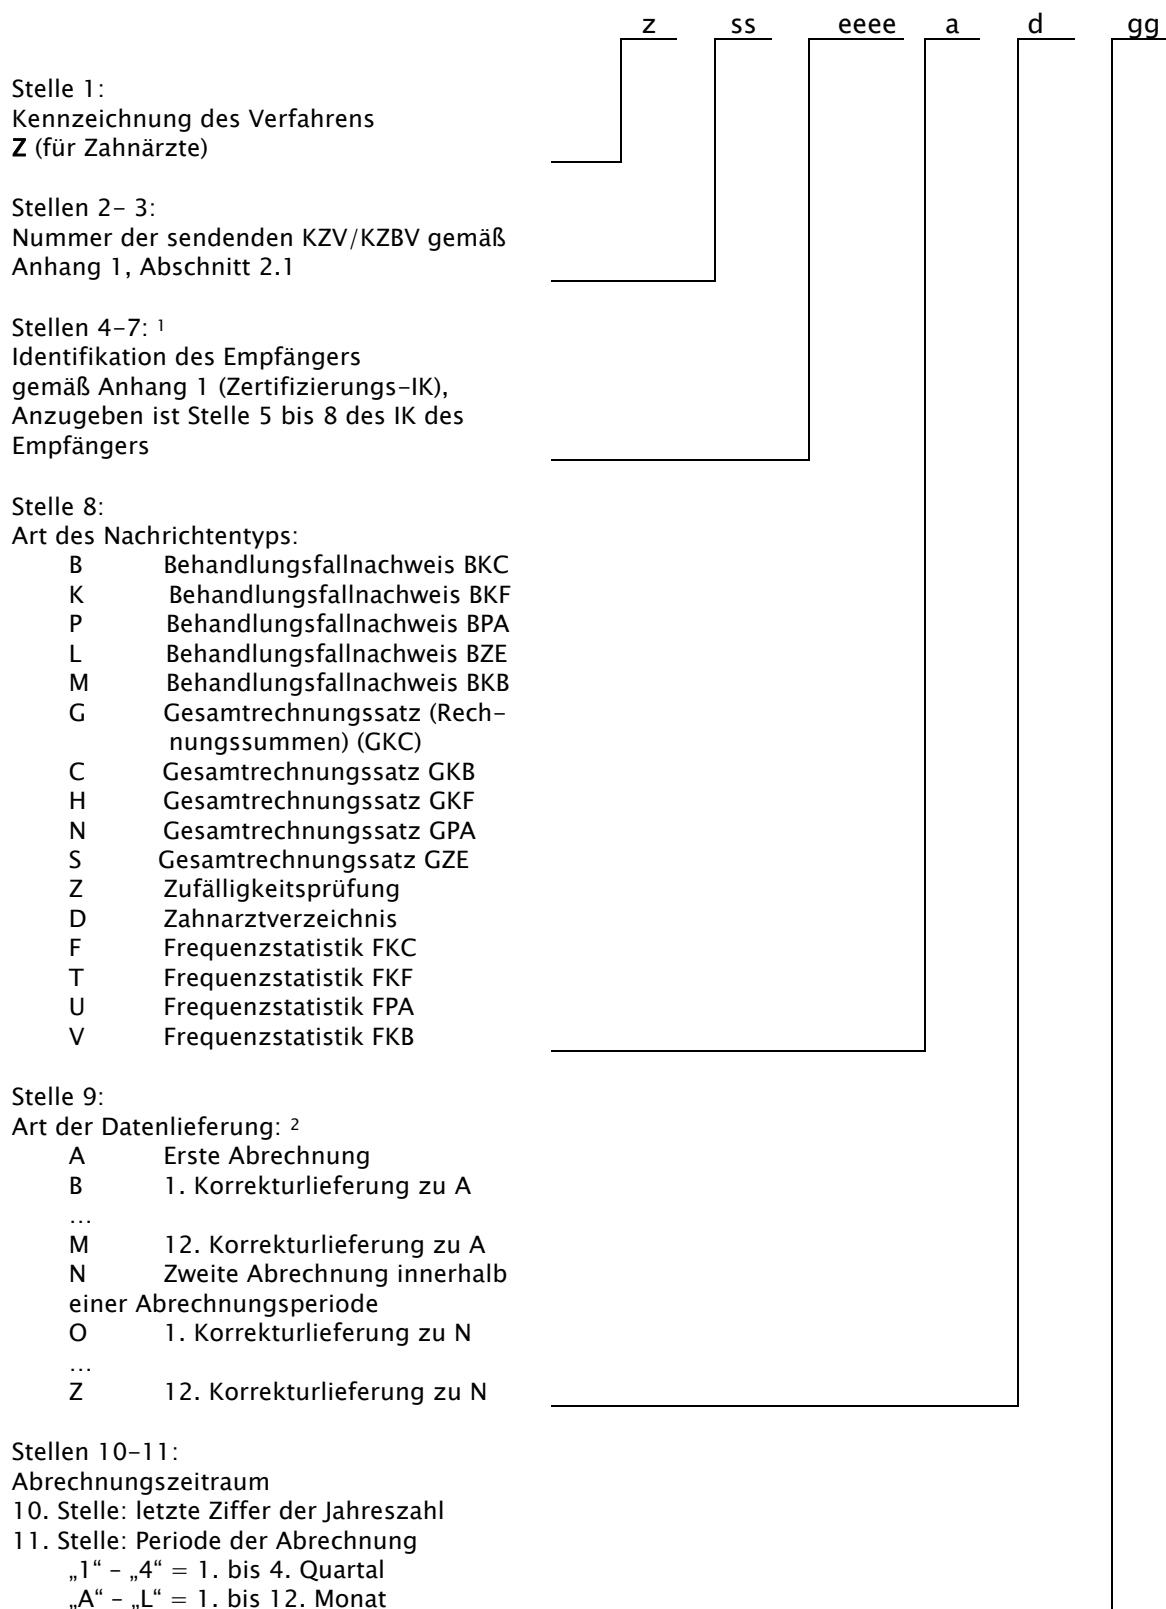 z ss eeee a d gg
Stelle 1:
Kennzeichnung des Verfahrens
Z (für Zahnärzte)
Stellen 2- 3:
Nummer der sendenden KZV/KZBV gemäß
Anhang 1, Abschnitt 2.1
Stellen 4-7: 1
Identifikation des Empfängers
gemäß Anhang 1 (Zertifizierungs-IK),
Anzugeben ist Stelle 5 bis 8 des IK des
Empfängers
Stelle 8:
Art des Nachrichtentyps:
B Behandlungsfallnachweis BKC
K Behandlungsfallnachweis BKF
P Behandlungsfallnachweis BPA
L Behandlungsfallnachweis BZE
M Behandlungsfallnachweis BKB
G Gesamtrechnungssatz (Rech-
nungssummen) (GKC)
C Gesamtrechnungssatz GKB
H Gesamtrechnungssatz GKF
N Gesamtrechnungssatz GPA
S Gesamtrechnungssatz GZE
Z Zufälligkeitsprüfung
D Zahnarztverzeichnis
F Frequenzstatistik FKC
T Frequenzstatistik FKF
U Frequenzstatistik FPA
V Frequenzstatistik FKB
Stelle 9:
Art der Datenlieferung: 2
A Erste Abrechnung
B 1. Korrekturlieferung zu A
...
M 12. Korrekturlieferung zu A
N Zweite Abrechnung innerhalb
einer Abrechnungsperiode
O 1. Korrekturlieferung zu N
...
Z 12. Korrekturlieferung zu N
Stellen 10-11:
Abrechnungszeitraum
10. Stelle: letzte Ziffer der Jahreszahl
11. Stelle: Periode der Abrechnung
„1“ – „4“ = 1. bis 4. Quartal
„A“ – „L“ = 1. bis 12. Monat